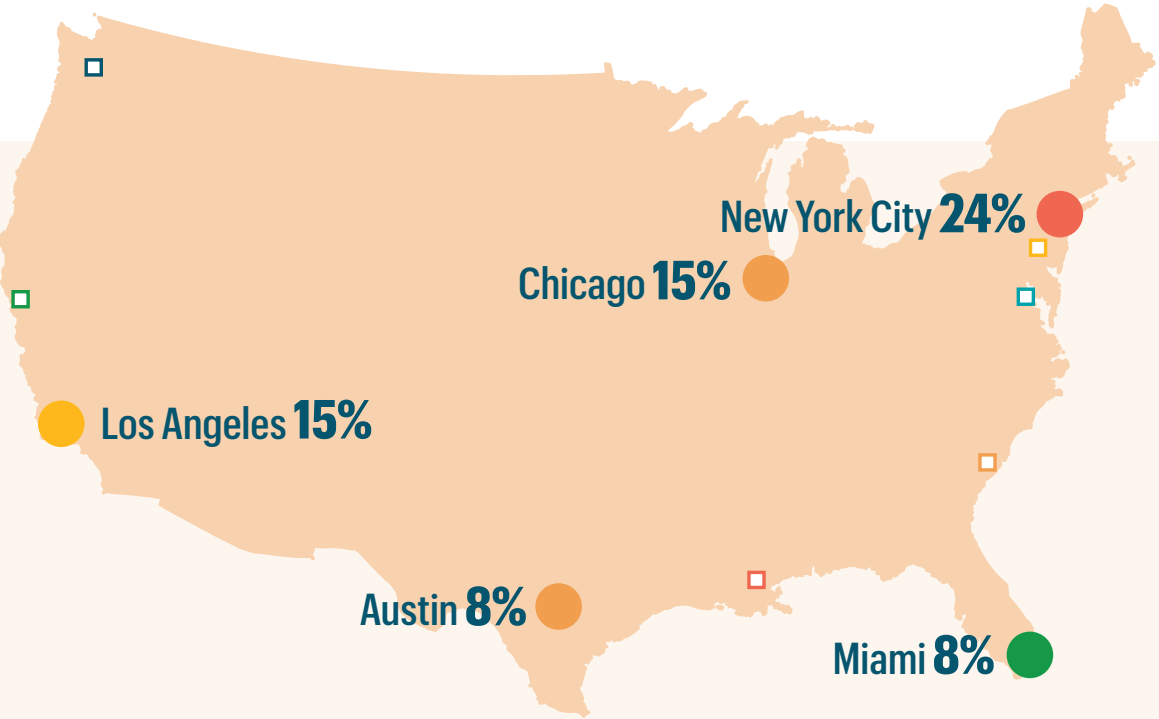 New York City 24%
Chicago 15%
Los Angeles 15%
Austin 8%
Miami 8%